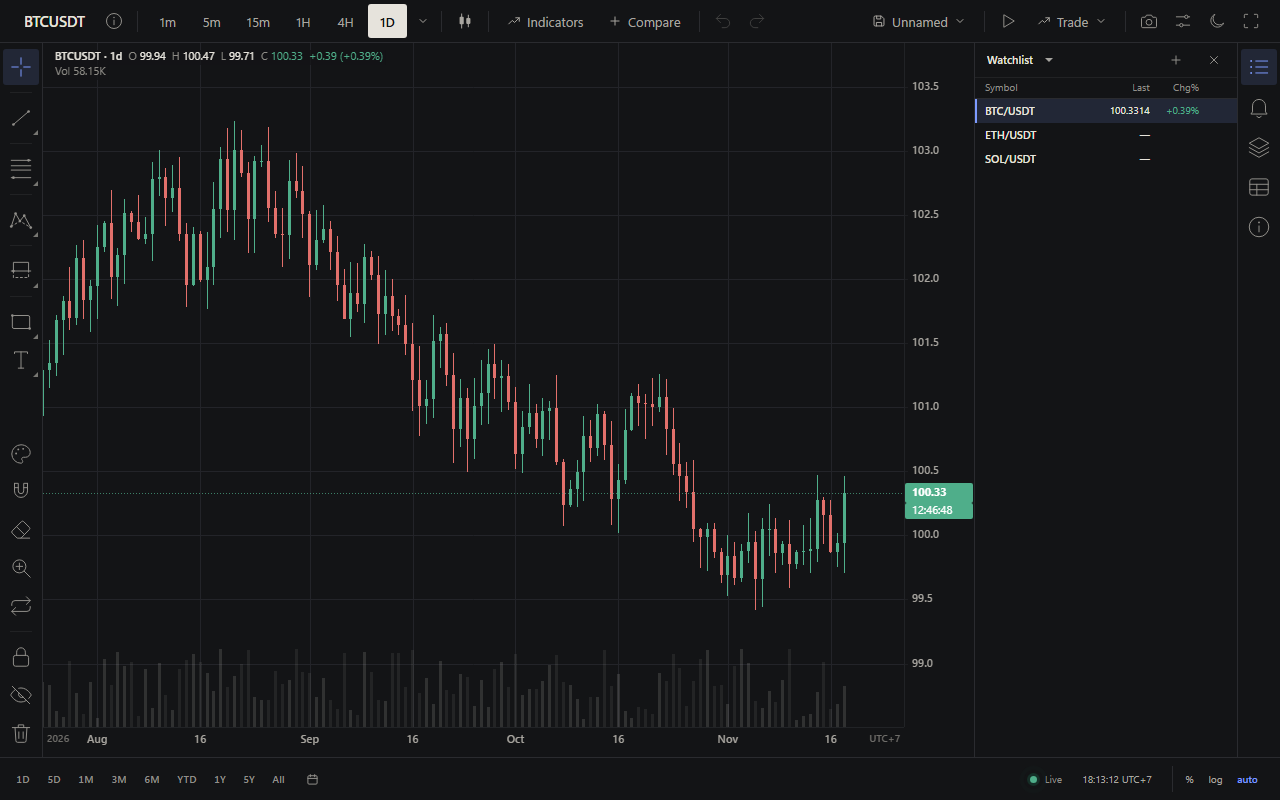 BTCUSDT 1m 5m 15m 1H 4H 1D Indicators Compare Unnamed Trade
BTCUSDT · 1d O 99.94 H 100.47 L 99.71 C 100.33 +0.39 (+0.39%)
Vol 58.15K
103.5
103.0
102.5
102.0
101.5
101.0
100.5
100.33
12:46:48
100.0
99.5
99.0
2026 Aug 16 Sep 16 Oct 16 Nov 16 UTC+7
Watchlist
Symbol Last Chg%
BTC/USDT 100.3314 +0.39%
ETH/USDT —
SOL/USDT —
T
1D 5D 1M 3M 6M YTD 1Y 5Y All Live 18:13:12 UTC+7 % log auto